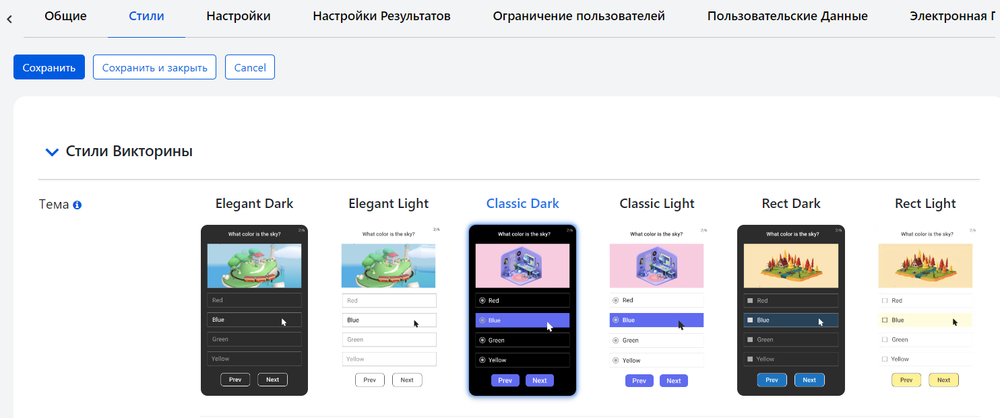 Общие Стили Настройки Настройки Результатов Ограничение пользователей Пользовательские Данные Электронная
Сохранить Сохранить и закрыть Cancel
Стили Викторины
Тема
Elegant Dark Elegant Light Classic Dark Classic Light Rect Dark Rect Light
2/6 2/6 2/6 2/6 2/6 2/6
What color is the sky? What color is the sky? What color is the sky? What color is the sky? What color is the sky? What color is the sky?
Red Red Red Red Red Red
Blue Blue Blue Blue Blue Blue
Green Green Green Green Green Green
Yellow Yellow Yellow Yellow Yellow Yellow
Prev Next Prev Next Prev Next Prev Next Prev Next Prev Next